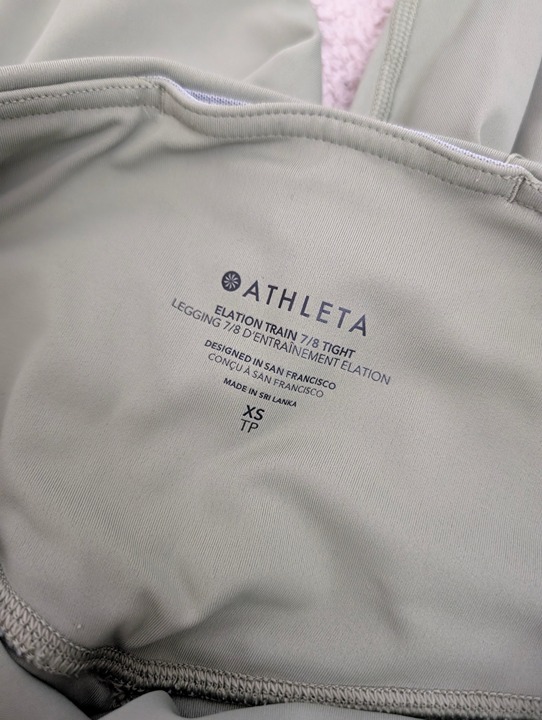 ATHLETA
ELATION TRAIN 7/8 TIGHT
LEGGING 7/8 D'ENTRAÎNEMENT ELATION
DESIGNED IN SAN FRANCISCO
CONÇU À SAN FRANCISCO
MADE IN SRI LANKA
XS
TP